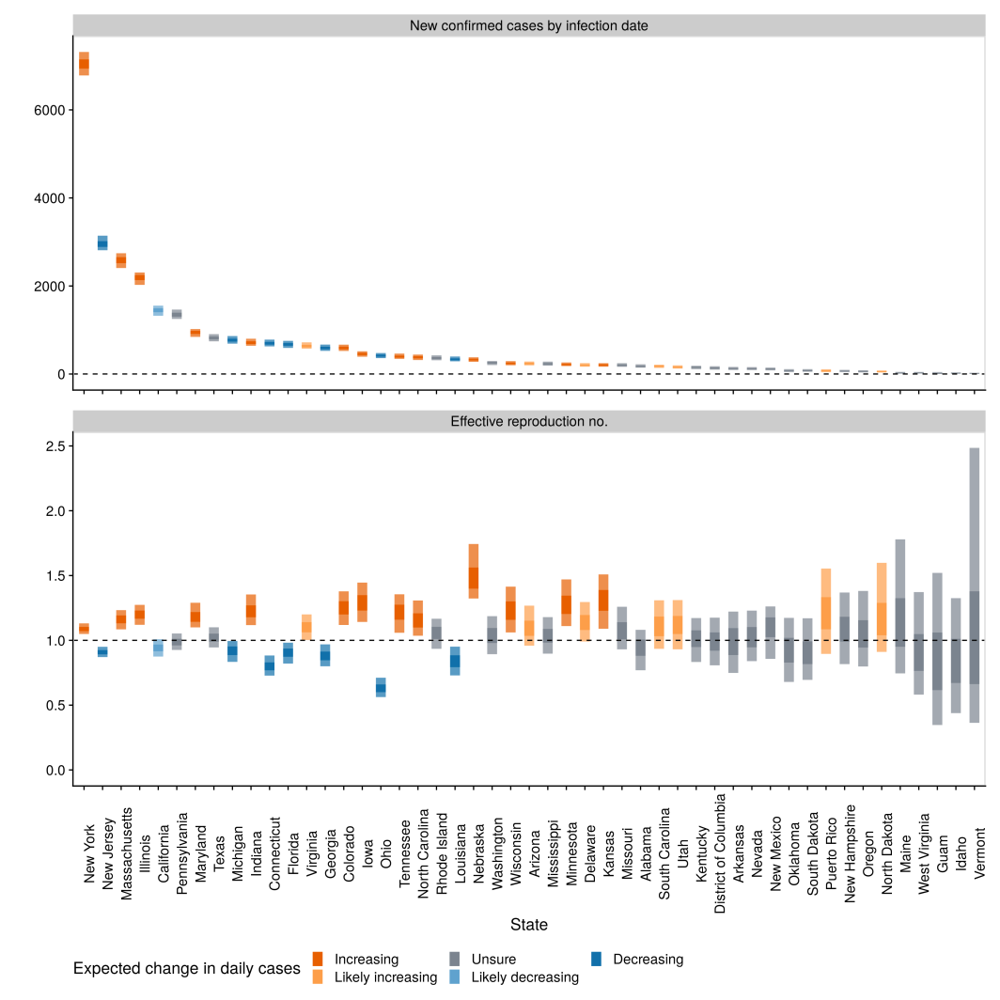 New confirmed cases by infection date
6000
4000
2000
0
Effective reproduction no.
2.5
2.0
1.5
1.0
0.5
0.0
New York
New Jersey
Massachusetts
Illinois
California
Pennsylvania
Maryland
Texas
Michigan
Indiana
Connecticut
Florida
Virginia
Georgia
Colorado
Iowa
Ohio
Tennessee
North Carolina
Rhode Island
Louisiana
Nebraska
Washington
Wisconsin
Arizona
Mississippi
Minnesota
Delaware
Kansas
Missouri
Alabama
South Carolina
Utah
Kentucky
District of Columbia
Arkansas
Nevada
New Mexico
Oklahoma
South Dakota
Puerto Rico
New Hampshire
Oregon
North Dakota
Maine
West Virginia
Guam
Idaho
Vermont
State
Expected change in daily cases
Increasing
Likely increasing
Unsure
Likely decreasing
Decreasing